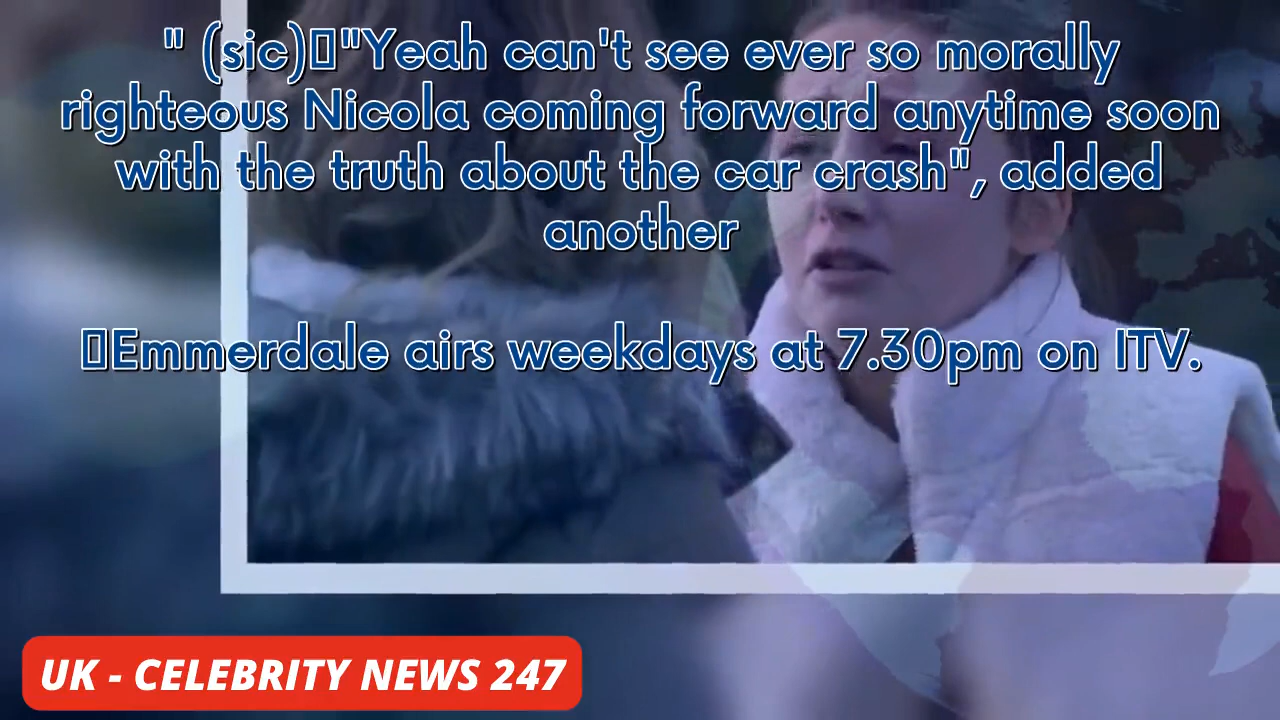 " (sic)▯"Yeah can't see ever so morally
righteous Nicola coming forward anytime soon
with the truth about the car crash", added
another
▯Emmerdale airs weekdays at 7.30pm on ITV.
UK - CELEBRITY NEWS 247